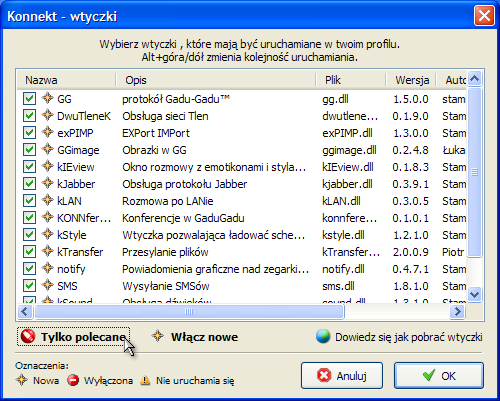 Konnekt - wtyczki
Wybierz wtyczki , które mają być uruchamiane w twoim profilu.
Alt+góra/dół zmienia kolejność uruchamiania.
Nazwa Opis Plik Wersja Auto
GG protokół Gadu-Gadu™ gg.dll 1.5.0.0 stam
DwuTleneK Obsługa sieci Tlen dwutlene... 0.1.9.0 Stam
exPIMP EXPort IMPort exPIMP.dll 1.3.0.0 Stam
GGimage Obrazki w GG ggimage.dll 0.2.4.8 Łuka
kIEview Okno rozmowy z emotikonami i styla... kIEview.dll 0.3.8.1 Stam
kJabber Obsługa protokołu Jabber kjabber.dll 0.3.9.1 Stam
kLAN Rozmowa po LANie kLAN.dll 0.3.0.5 Stam
KONNfer... Konferencje w GaduGadu konnfere... 0.1.0.1 Stam
kStyle Wtyczka pozwalająca ładować sche... kstyle.dll 1.2.1.0 Stam
kTransfer Przesylanie plików kTransfer... 2.0.0.9 Piotr
notify Powiadomienia graficzne nad zegarki... notify.dll 0.4.7.1 Stam
SMS Wysyłanie SMSów sms.dll 1.8.1.0 Stam
kSound Obsługa dźwięków sound.dll 1.3.1.0 Stam
Tylko polecane Włącz nowe Dowiedz się jak pobrać wtyczki
Oznaczenia:
Nowa Wyłączona Nie uruchamia się
Anuluj OK